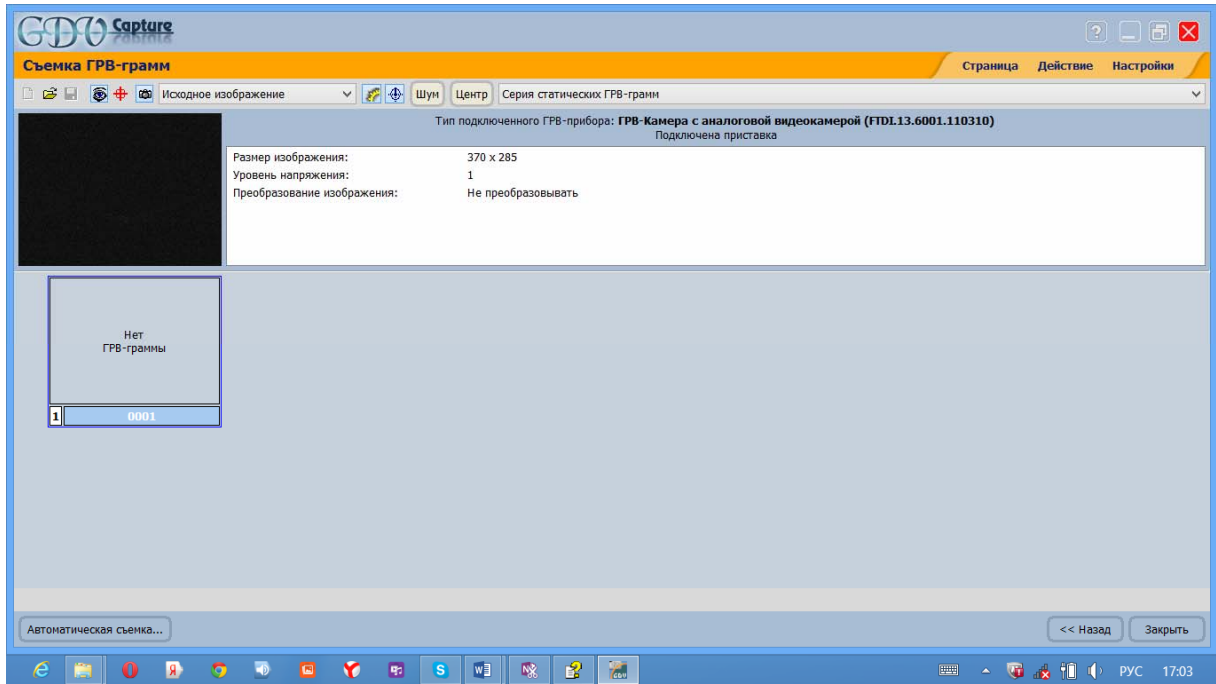 GDV Capture
Съемка ГРВ-грамм
Страница Действие Настройки
Исходное изображение Шум Центр Серия статических ГРВ-грамм
Тип подключенного ГРВ-прибора: ГРВ-Камера с аналоговой видеокамерой (FTDI.13.6001.110310)
Подключена приставка
Размер изображения: 370 x 285
Уровень напряжения: 1
Преобразование изображения: Не преобразовывать
Нет
ГРВ-граммы
1 0001
Автоматическая съемка... << Назад Закрыть
РУС 17:03